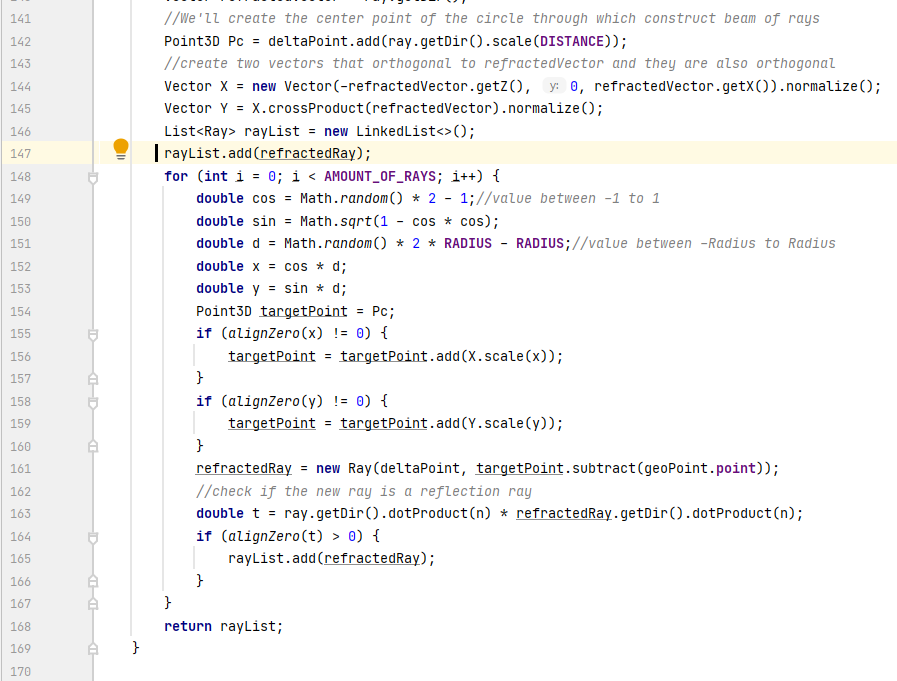 141 //We'll create the center point of the circle through which construct beam of rays
142 Point3D Pc = deltaPoint.add(ray.getDir().scale(DISTANCE));
143 //create two vectors that orthogonal to refractedVector and they are also orthogonal
144 Vector X = new Vector(-refractedVector.getZ(), y: 0, refractedVector.getX()).normalize();
145 Vector Y = X.crossProduct(refractedVector).normalize();
146 List<Ray> rayList = new LinkedList<>();
147 rayList.add(refractedRay);
148 for (int i = 0; i < AMOUNT_OF_RAYS; i++) {
149 double cos = Math.random() * 2 - 1;//value between -1 to 1
150 double sin = Math.sqrt(1 - cos * cos);
151 double d = Math.random() * 2 * RADIUS - RADIUS;//value between -Radius to Radius
152 double x = cos * d;
153 double y = sin * d;
154 Point3D targetPoint = Pc;
155 if (alignZero(x) != 0) {
156 targetPoint = targetPoint.add(X.scale(x));
157 }
158 if (alignZero(y) != 0) {
159 targetPoint = targetPoint.add(Y.scale(y));
160 }
161 refractedRay = new Ray(deltaPoint, targetPoint.subtract(geoPoint.point));
162 //check if the new ray is a reflection ray
163 double t = ray.getDir().dotProduct(n) * refractedRay.getDir().dotProduct(n);
164 if (alignZero(t) > 0) {
165 rayList.add(refractedRay);
166 }
167 }
168 return rayList;
169 }
170